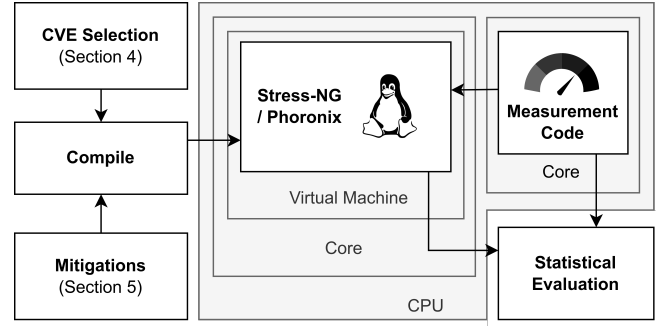 CVE Selection
(Section 4)
Compile
Mitigations
(Section 5)
Stress-NG
/ Phoronix
Virtual Machine
Core
CPU
Measurement
Code
Core
Statistical
Evaluation